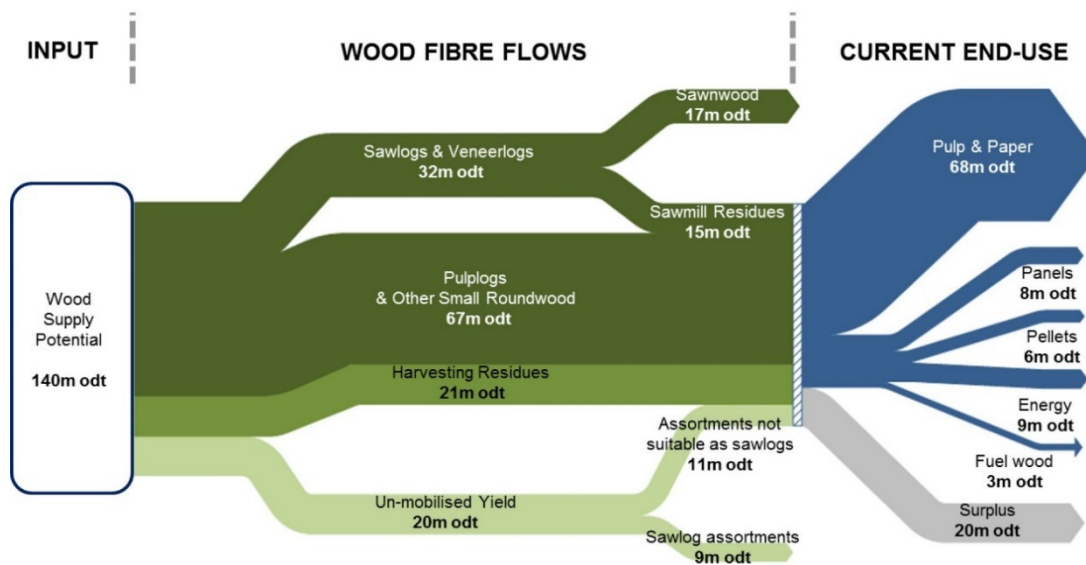 INPUT
WOOD FIBRE FLOWS
CURRENT END-USE
Wood
Supply
Potential
140m odt
Sawlogs & Veneerlogs
32m odt
Sawnwood
17m odt
Sawmill Residues
15m odt
Pulplogs
& Other Small Roundwood
67m odt
Harvesting Residues
21m odt
Assortments not
suitable as sawlogs
11m odt
Un-mobilised Yield
20m odt
Sawlog assortments
9m odt
Pulp & Paper
68m odt
Panels
8m odt
Pellets
6m odt
Energy
9m odt
Fuel wood
3m odt
Surplus
20m odt